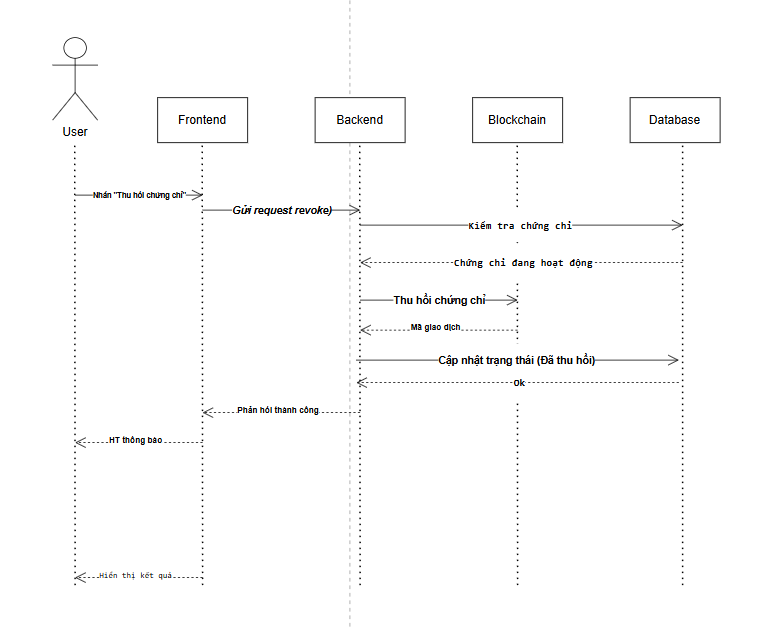 User
Frontend
Backend
Blockchain
Database
Nhấn "Thu hồi chứng chỉ"
Gửi request revoke)
Kiểm tra chứng chỉ
Chứng chỉ đang hoạt động
Thu hồi chứng chỉ
Mã giao dịch
Cập nhật trạng thái (Đã thu hồi)
Ok
Phản hồi thành công
HT thông báo
Hiển thị kết quả